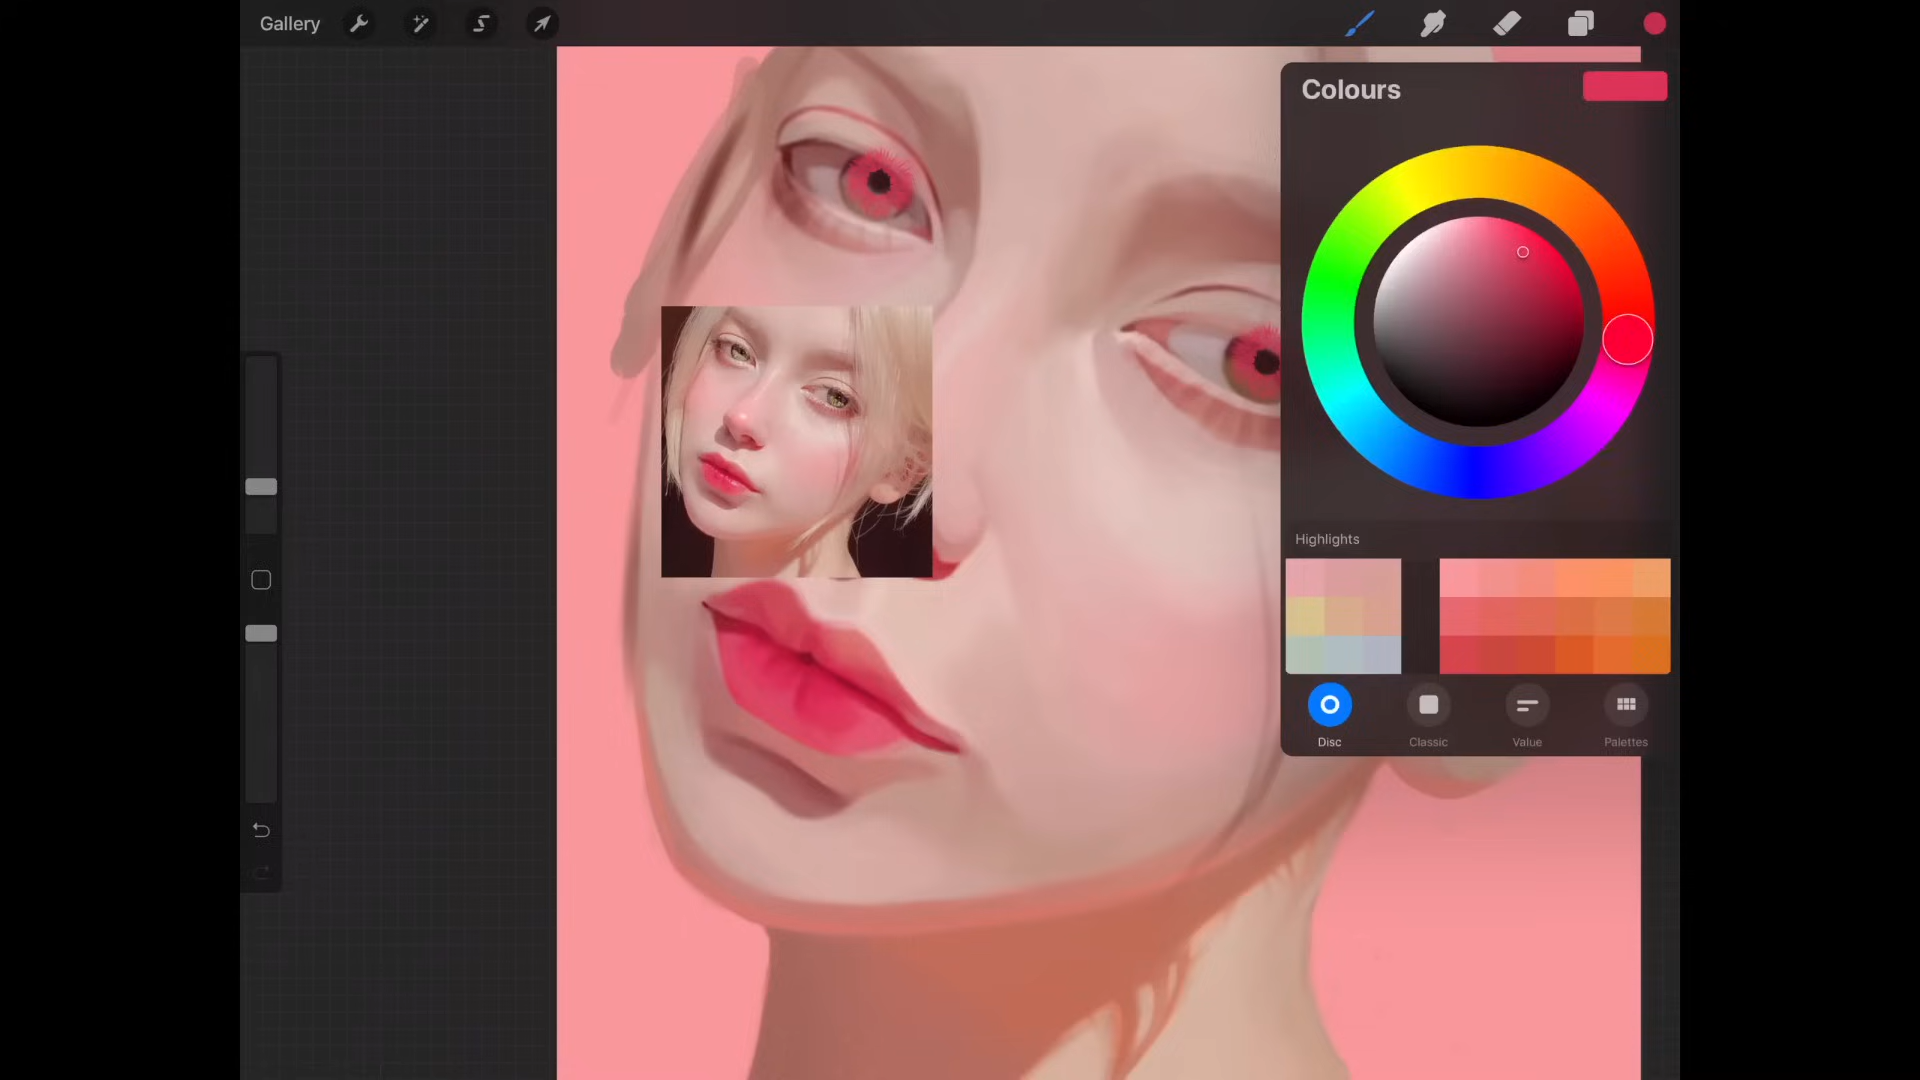 Gallery
Colours
Highlights
Disc
Classic
Value
Palettes